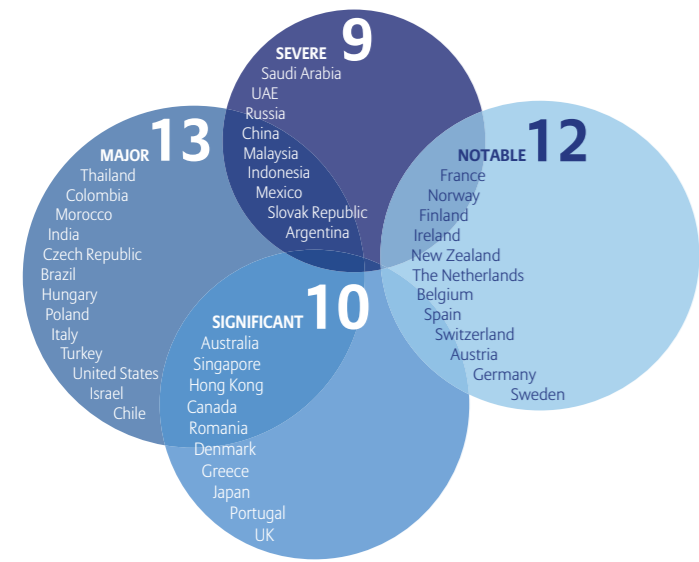 SEVERE 9
Saudi Arabia
UAE
Russia
China
Malaysia
Indonesia
Mexico
Slovak Republic
Argentina
MAJOR 13
Thailand
Colombia
Morocco
India
Czech Republic
Brazil
Hungary
Poland
Italy
Turkey
United States
Israel
Chile
NOTABLE 12
France
Norway
Finland
Ireland
New Zealand
The Netherlands
Belgium
Spain
Switzerland
Austria
Germany
Sweden
SIGNIFICANT 10
Australia
Singapore
Hong Kong
Canada
Romania
Denmark
Greece
Japan
Portugal
UK